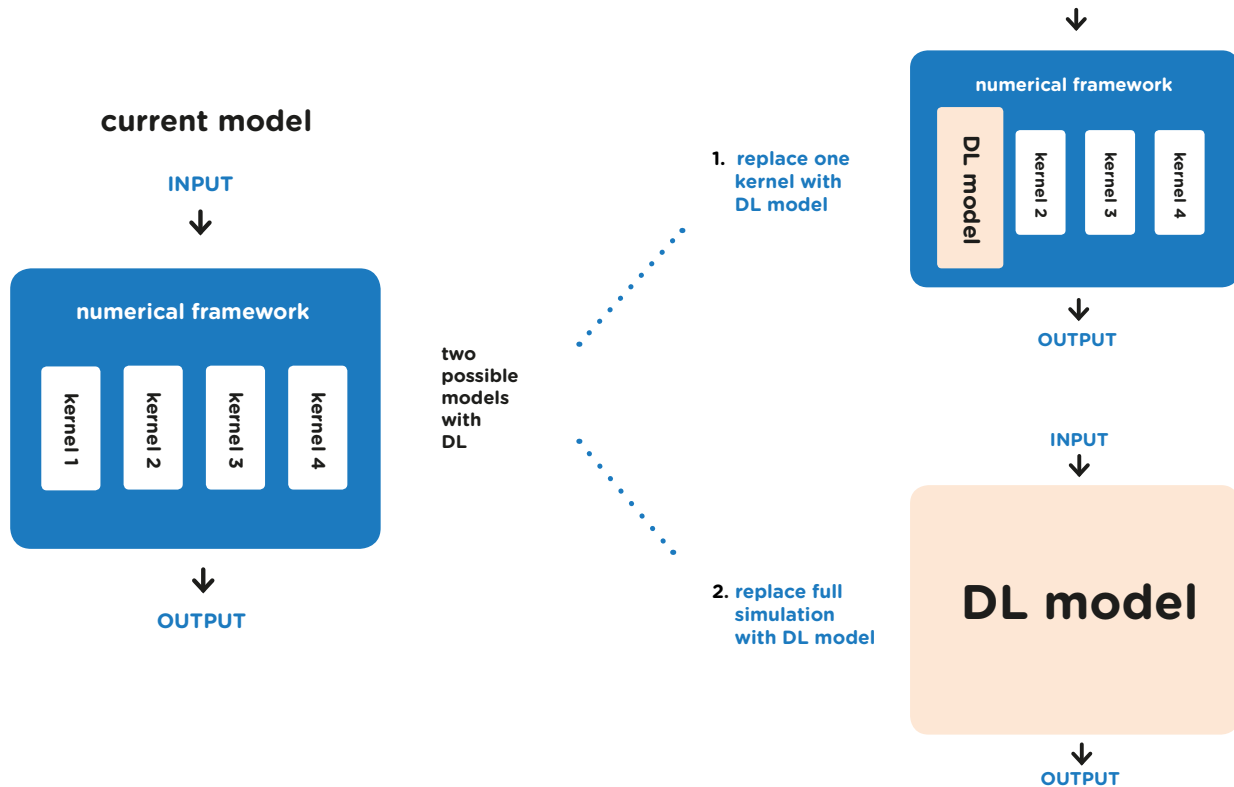 current model
INPUT
numerical framework
kernel 1
kernel 2
kernel 3
kernel 4
OUTPUT
two
possible
models
with
DL
1. replace one
kernel with
DL model
numerical framework
DL model
kernel 2
kernel 3
kernel 4
OUTPUT
2. replace full
simulation
with DL model
INPUT
DL model
OUTPUT